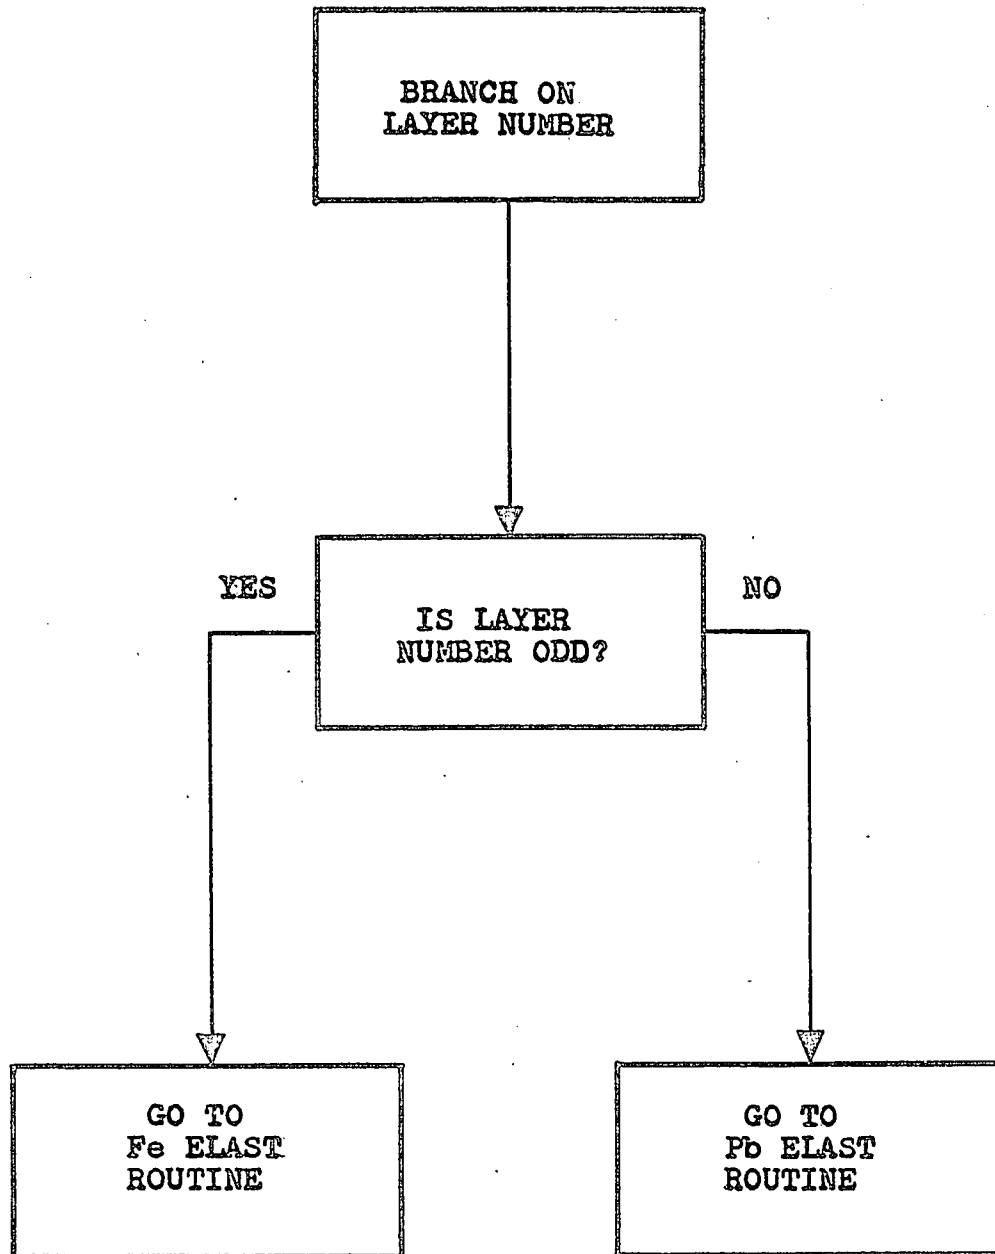 BRANCH ON
LAYER NUMBER
YES
NO
IS LAYER
NUMBER ODD?
GO TO
Fe ELAST
ROUTINE
GO TO
Pb ELAST
ROUTINE